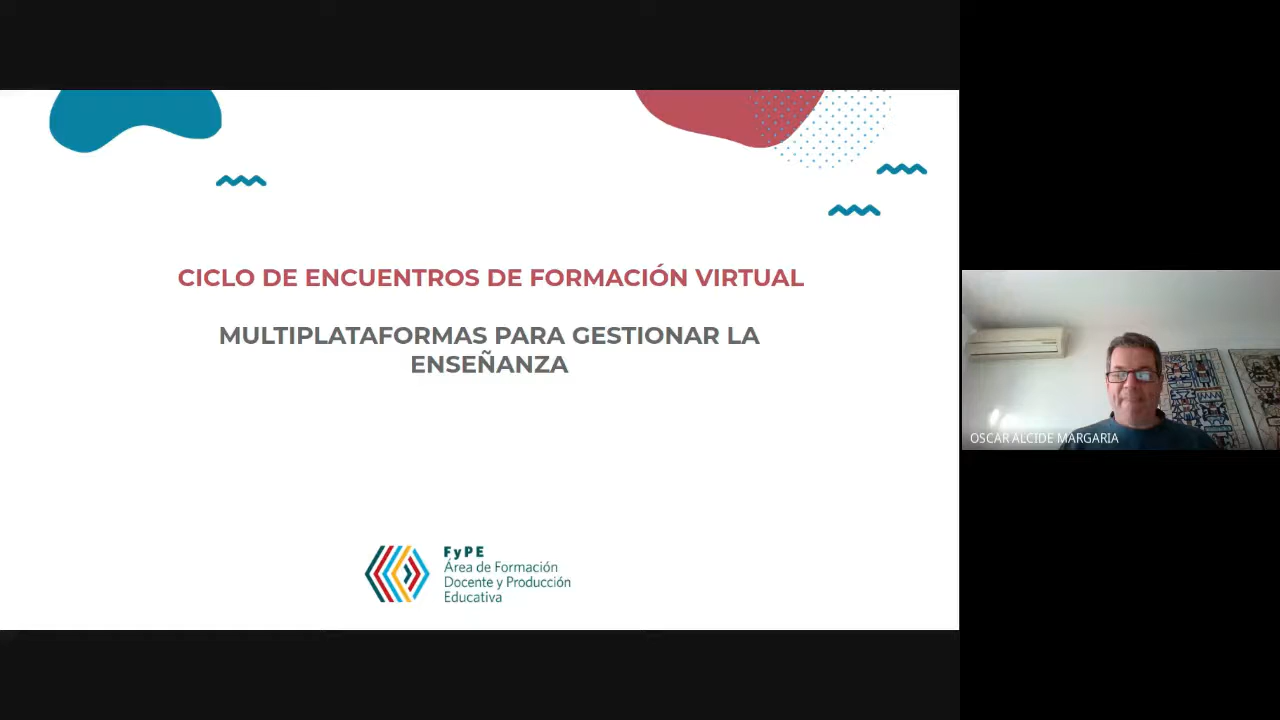 CICLO DE ENCUENTROS DE FORMACIÓN VIRTUAL
MULTIPLATAFORMAS PARA GESTIONAR LA
ENSEÑANZA
FyPE
Área de Formación
Docente y Producción
Educativa
OSCAR ALCIDE MARGARIA